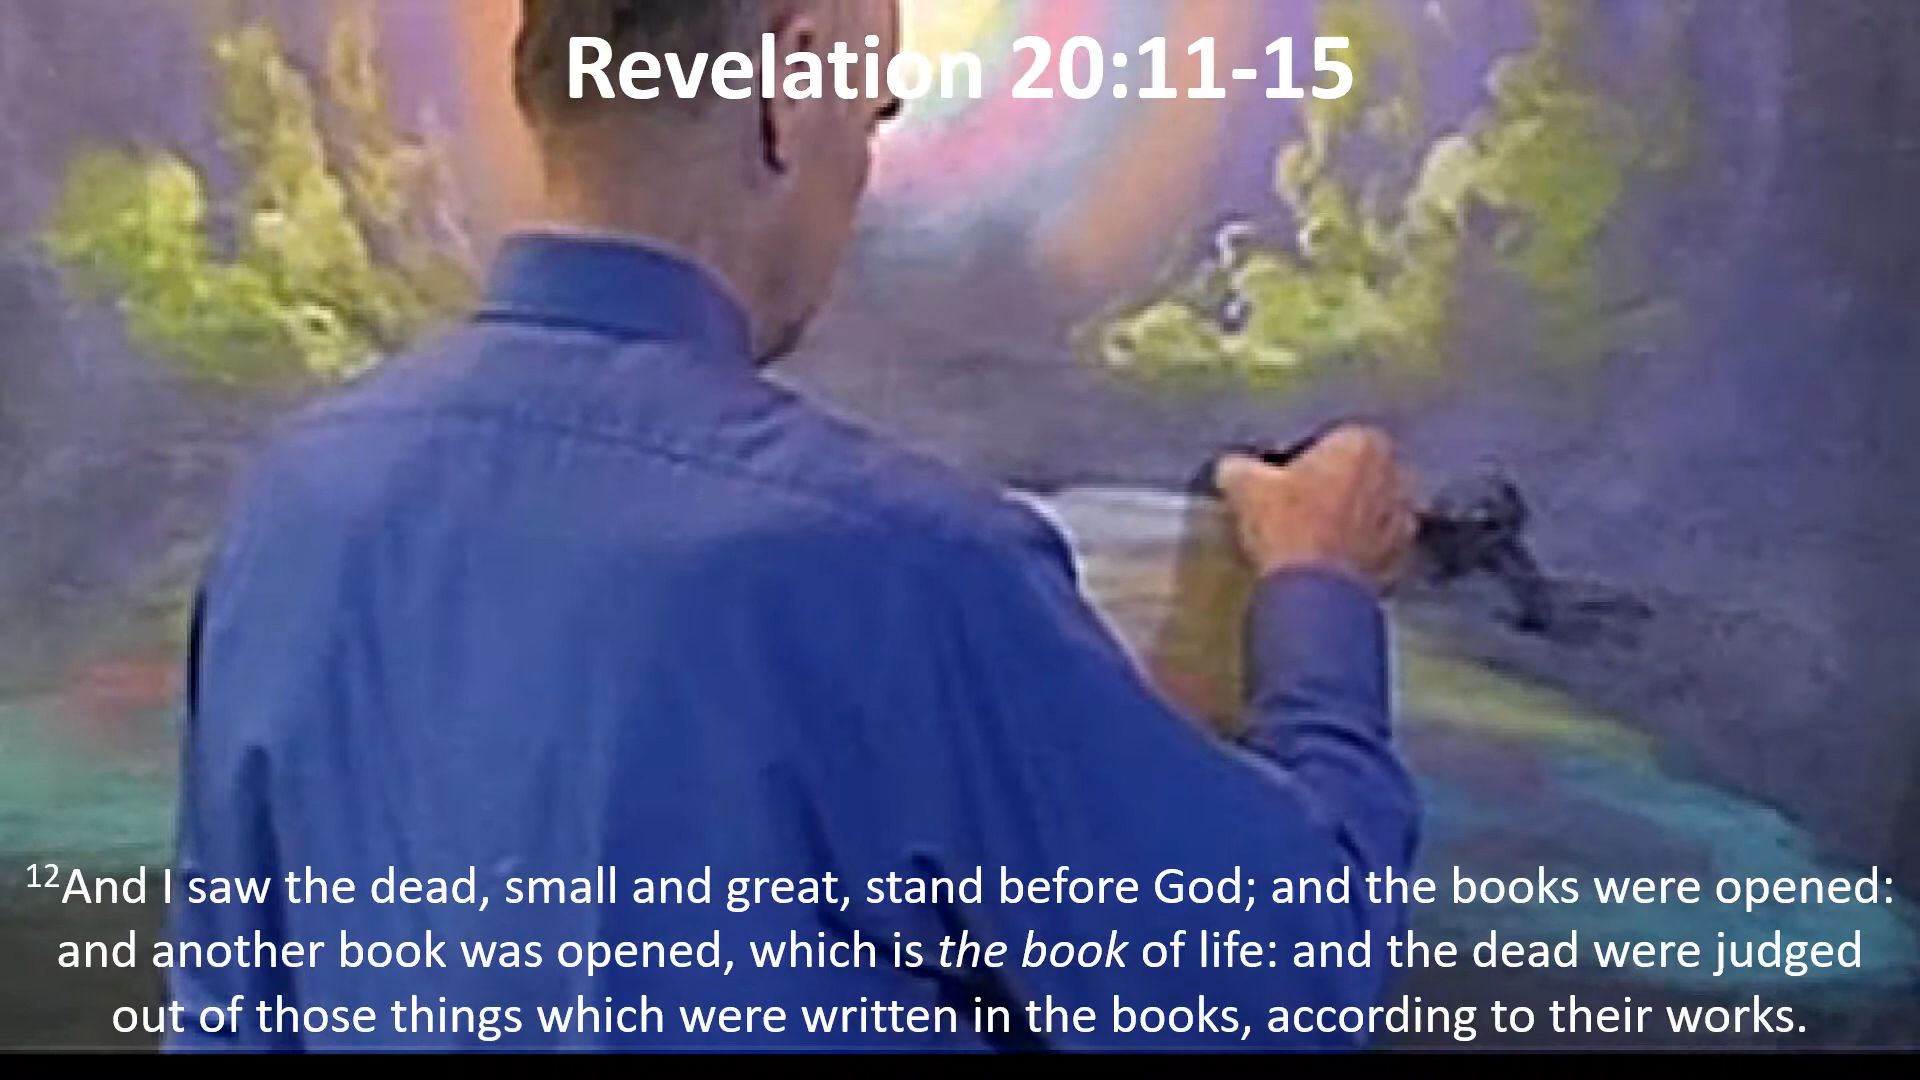 Revelation 20:11-15
¹²And I saw the dead, small and great, stand before God; and the books were opened:
and another book was opened, which is the book of life: and the dead were judged
out of those things which were written in the books, according to their works.